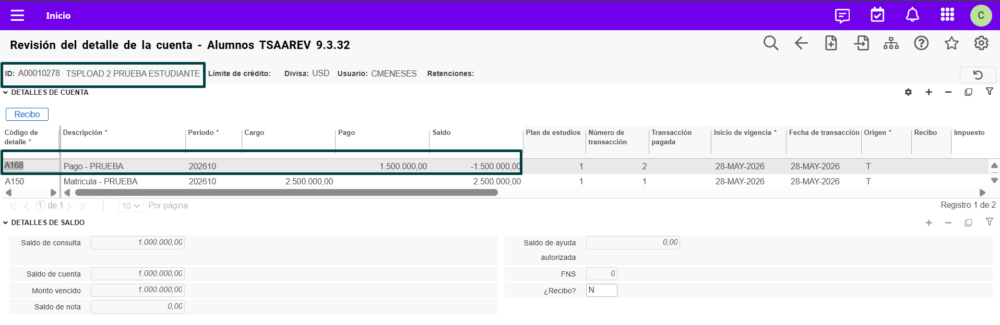 Inicio
C
Revisión del detalle de la cuenta - Alumnos TSAAREV 9.3.32
ID: A00010278 TSPLOAD 2 PRUEBA ESTUDIANTE Límite de crédito: Divisa: USD Usuario: CMENESES Retenciones:
DETALLES DE CUENTA
Recibo
Código de detalle * Descripción * Periodo * Cargo Pago Saldo Plan de estudios Número de transacción Transacción pagada Inicio de vigencia * Fecha de transacción Origen * Recibo Impuesto
A168 Pago - PRUEBA 202610 1.500.000,00 -1.500.000,00 1 2 28-MAY-2026 28-MAY-2026 T
A150 Matricula - PRUEBA 202610 2.500.000,00 2.500.000,00 1 1 28-MAY-2026 28-MAY-2026 T
1 de 1 10 Por página Registro 1 de 2
DETALLES DE SALDO
Saldo de consulta 1.000.000,00 Saldo de ayuda autorizada 0,00
Saldo de cuenta 1.000.000,00 FNS 0
Monto vencido 1.000.000,00 ¿Recibo? N
Saldo de nota 0,00